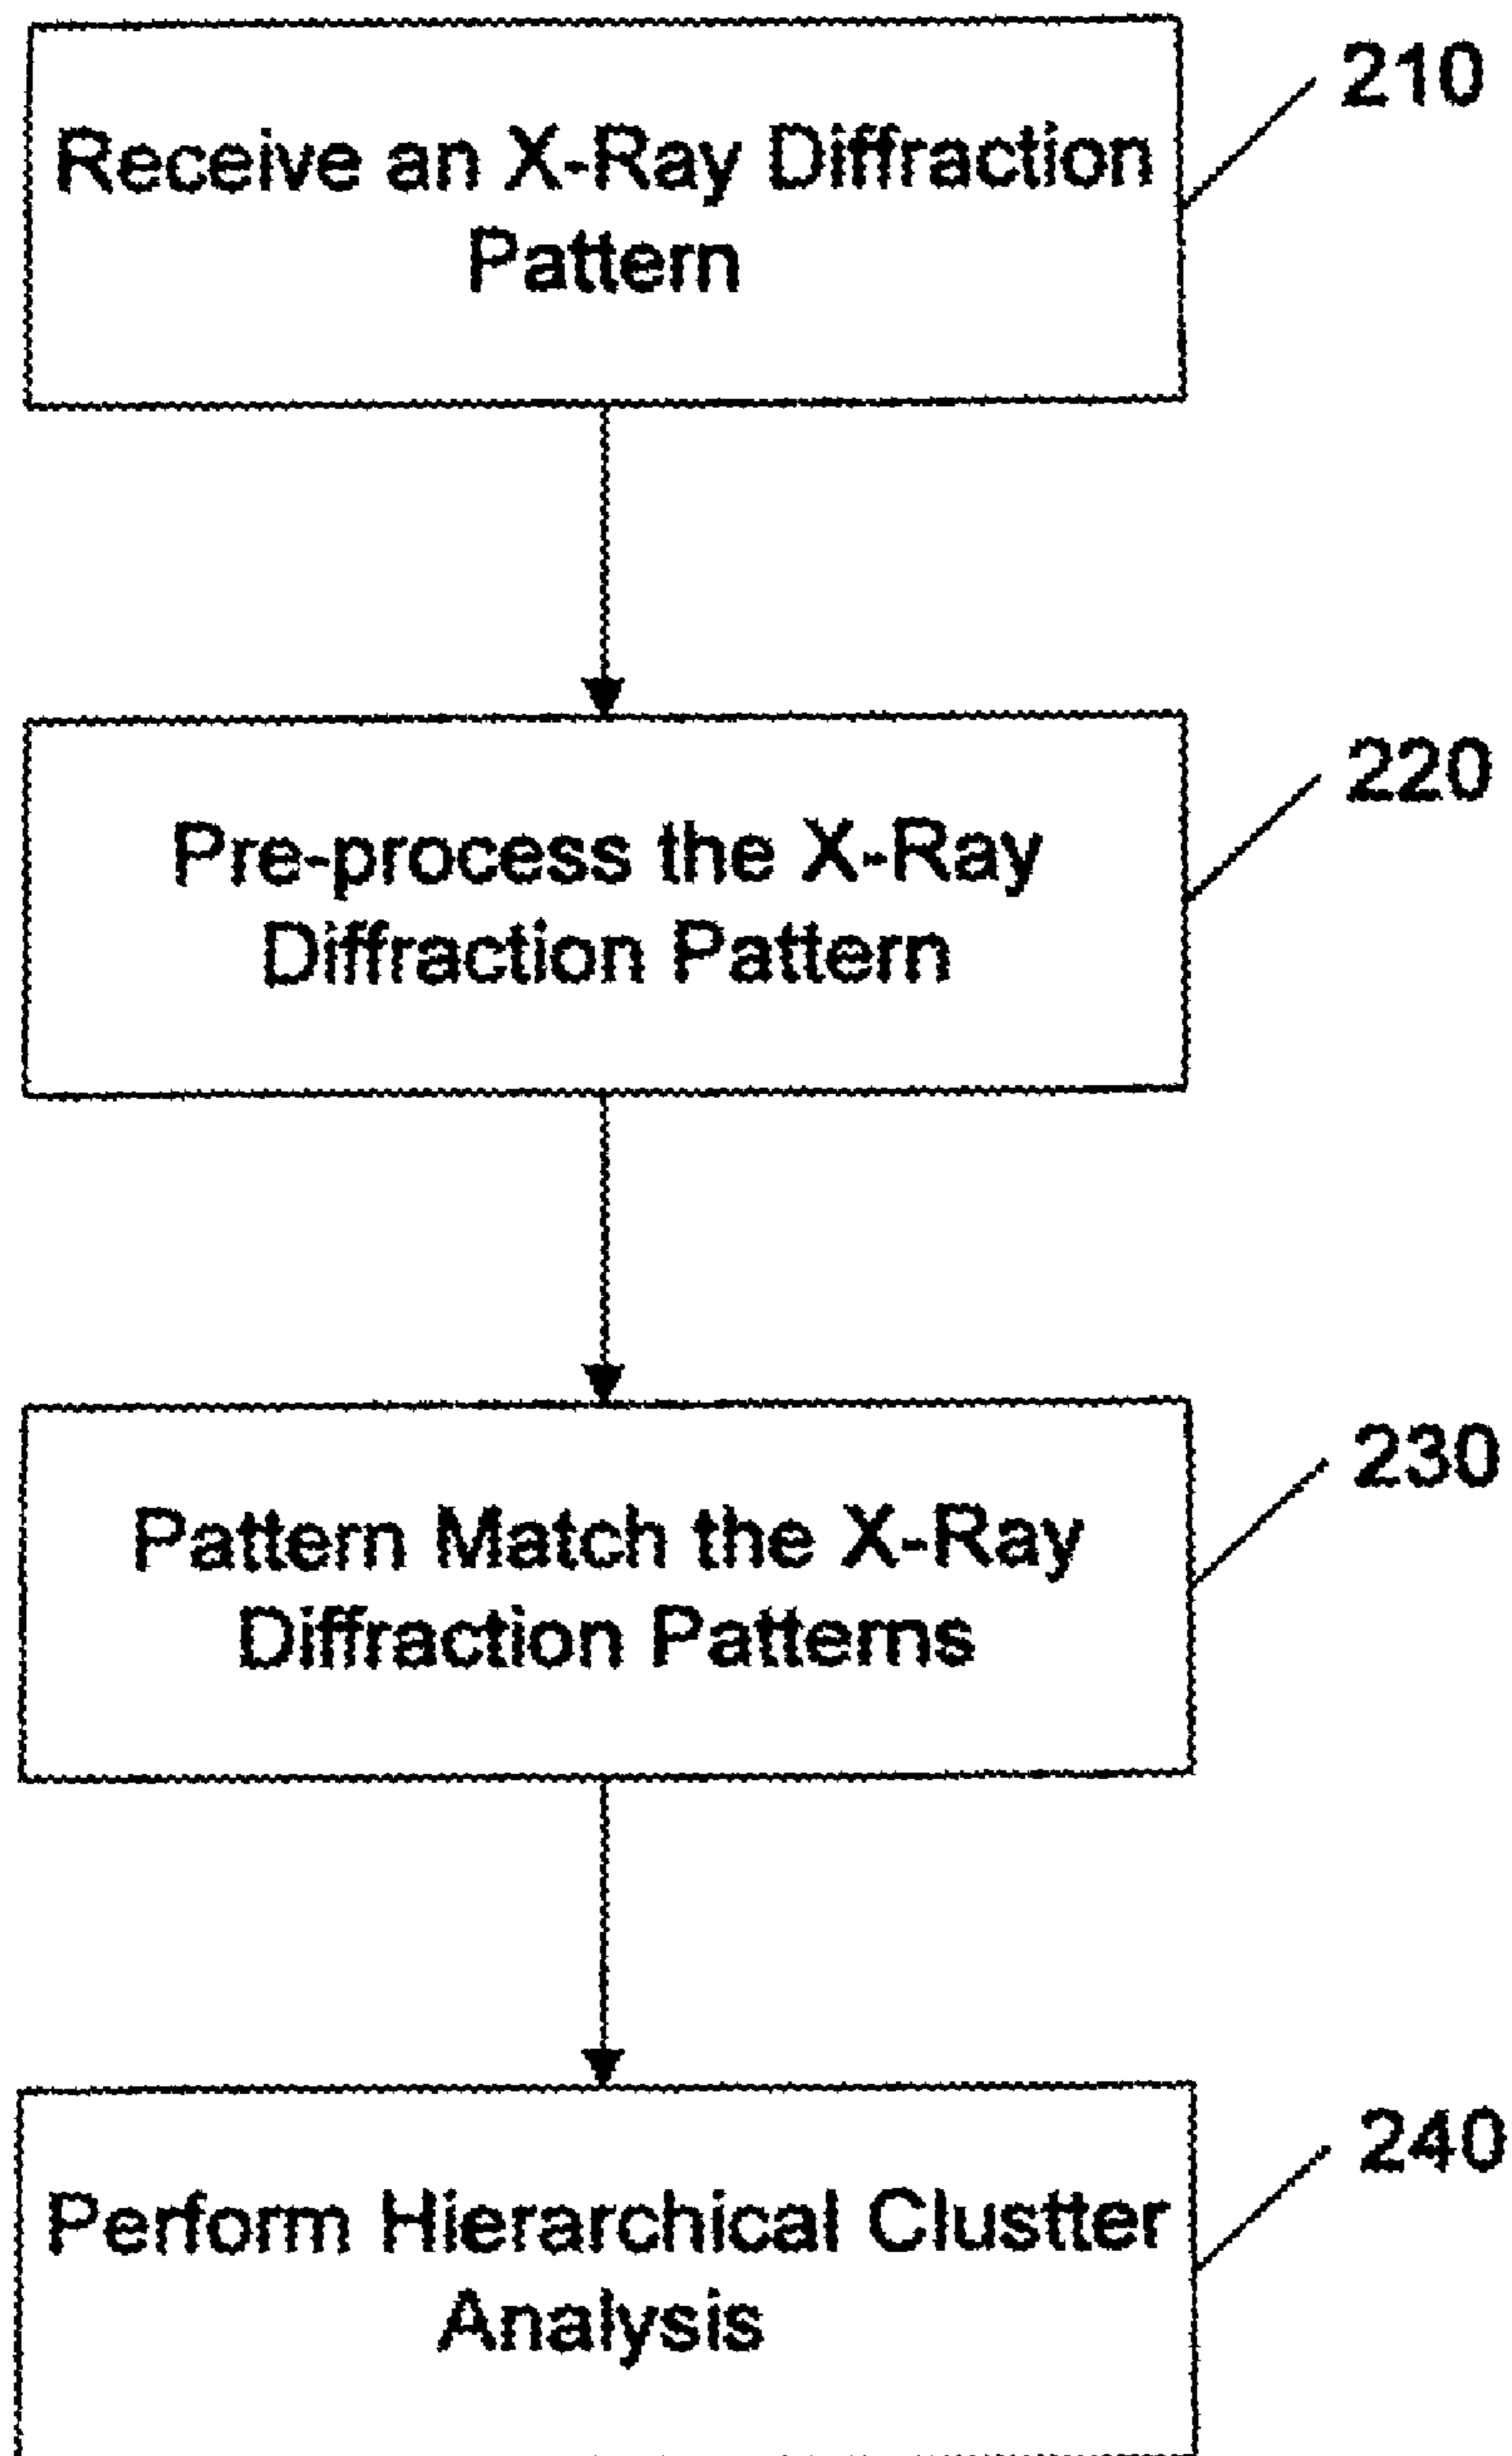 210
Receive an X-Ray Diffraction
Pattern
220
Pre-process the X-Ray
Diffraction Pattern
230
Pattern Match the X-Ray
Diffraction Patterns
240
Perform Hierarchical Clustter
Analysis